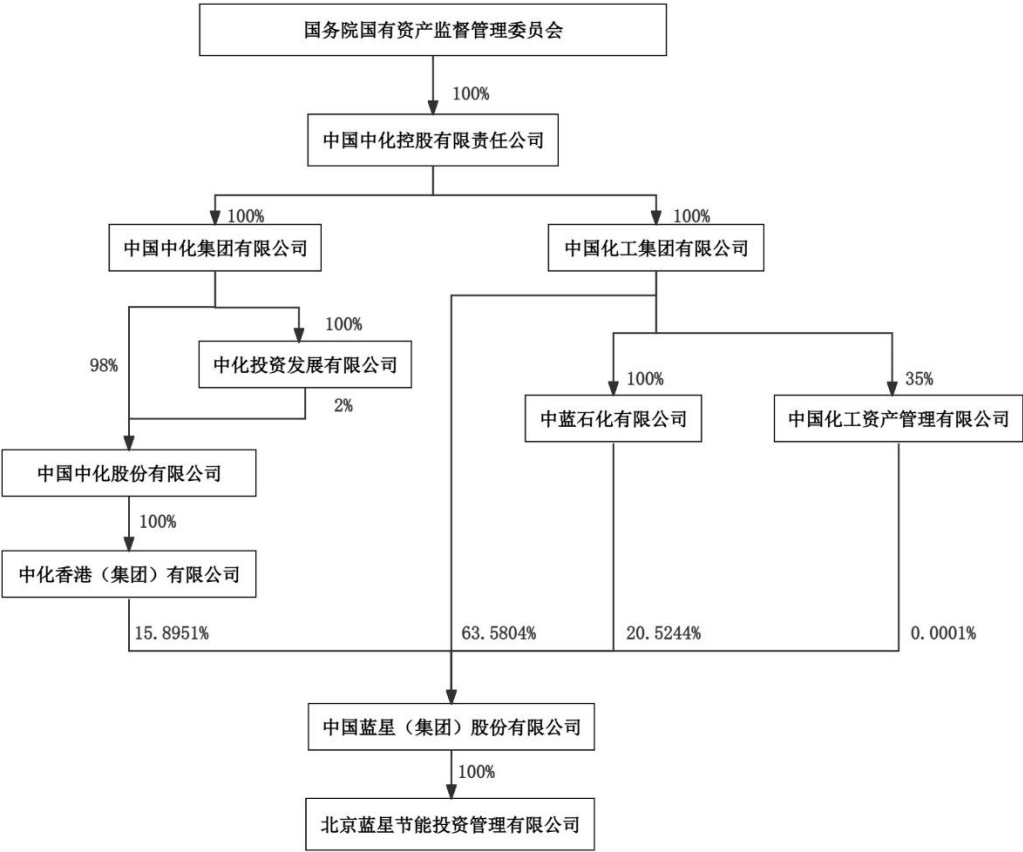 国务院国有资产监督管理委员会
100%
中国中化控股有限责任公司
100%
100%
中国中化集团有限公司
中国化工集团有限公司
100%
98%
中化投资发展有限公司
100%
35%
2%
中蓝石化有限公司
中国化工资产管理有限公司
中国中化股份有限公司
100%
中化香港（集团）有限公司
15.8951%
63.5804%
20.5244%
0.0001%
中国蓝星（集团）股份有限公司
100%
北京蓝星节能投资管理有限公司